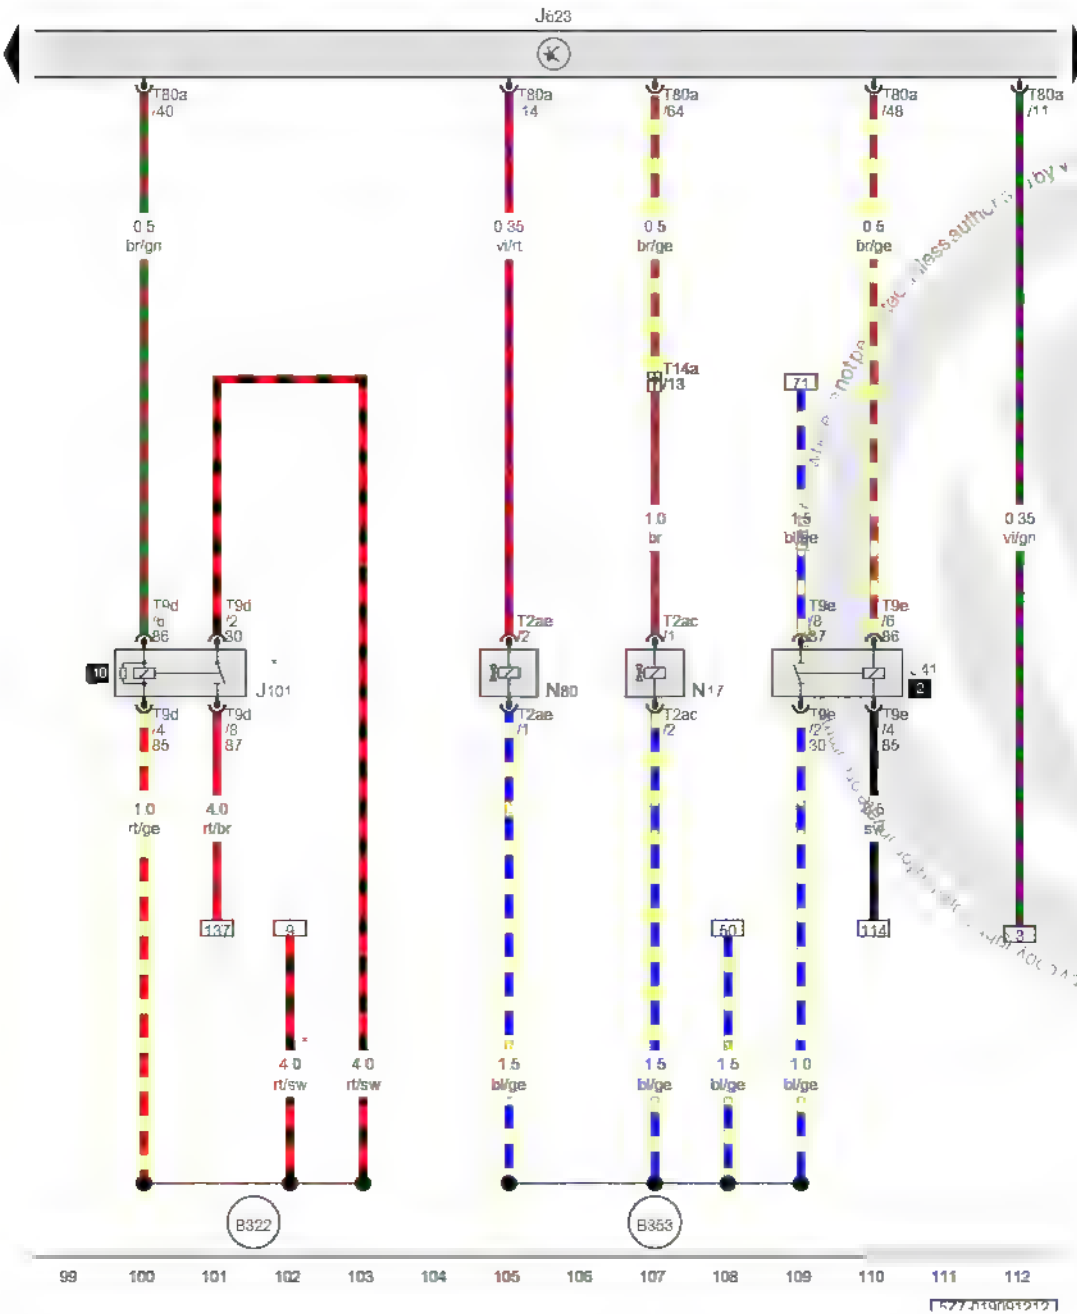 J623
T80a
/40
T80a
14
T80a
/64
T80a
/48
T80a
/11
0 5
br/gn
0 35
vi/rt
0 5
br/ge
0 5
br/ge
T14a
/13
71
1.0
br
1 5
0 35
vi/gn
T9d
/6
86
T9d
/2
30
T2ae
/2
T2ac
/1
T9e
/8
87
T9e
/6
86
10
*
J101
N80
N17
2
T9d
/4
85
T9d
/8
87
T2ae
/1
T2ac
/2
T9e
/2
30
T9e
/4
85
1 0
rt/ge
4.0
rt/br
sw
137
9
50
114
3
*
4 0
rt/sw
4 0
rt/sw
1 5
bl/ge
1 5
bl/ge
1 5
bl/ge
1 0
bl/ge
B322
B353
99 100 101 102 103 104 105 106 107 108 109 110 111 112